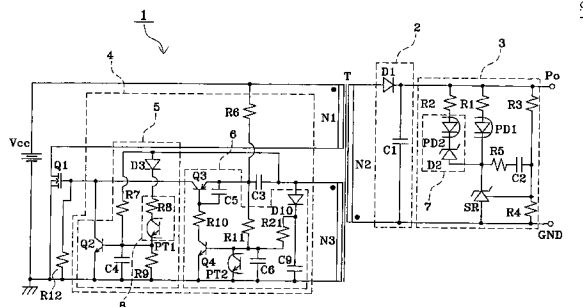 1
4
5
6
2
3
T
D1
Po
R6
N1
R2
R1
R3
PD2
PD1
Vcc
Q1
D3
Q3
C3
N2
C1
D2
R5
C2
R7
C5
D10
7
R8
R10
R11
R21
SR
R4
Q2
PT1
N3
GND
C4
R9
Q4
PT2
C6
C9
R12
8